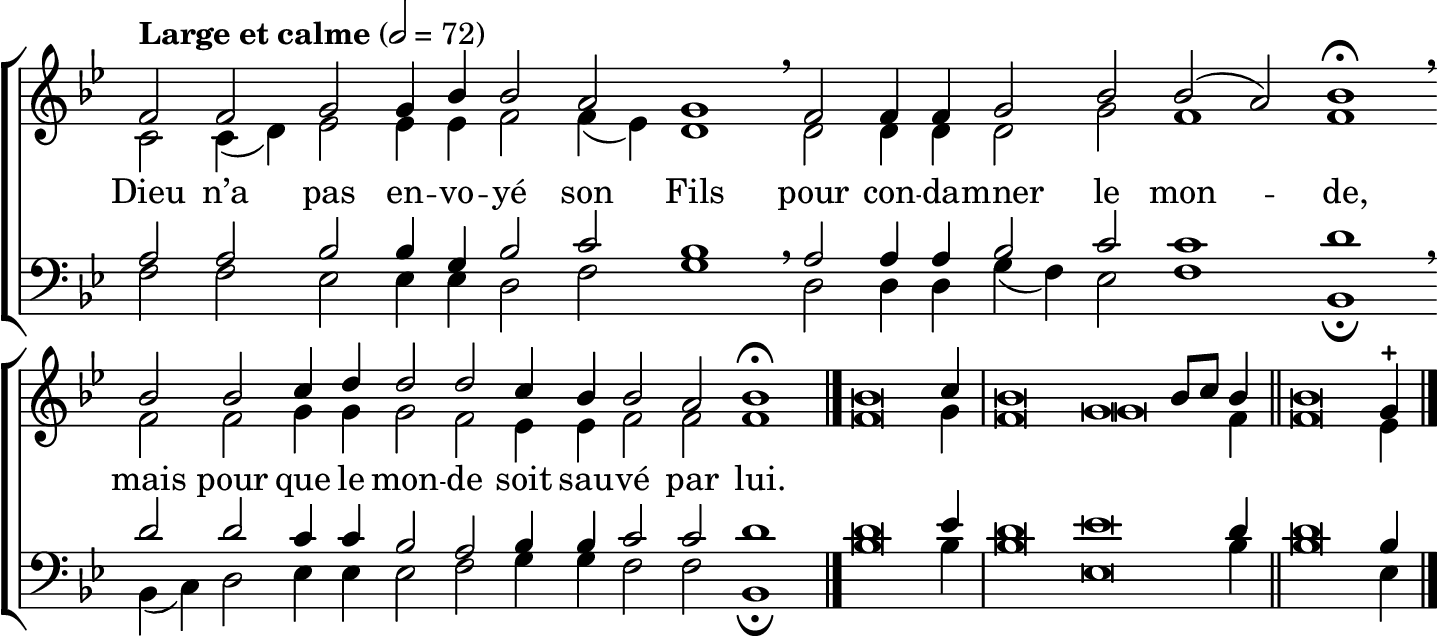 Large et calme (𝅗𝅥 = 72)
Dieu n’a pas en -- vo -- yé son Fils pour con -- damner le mon -- de,
mais pour que le mon -- de soit sauvé par lui.